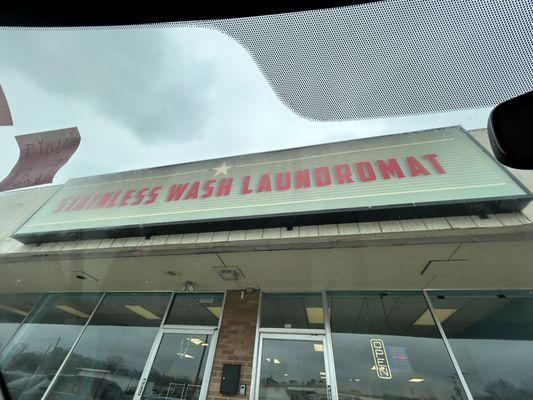 STAINLESS WASH LAUNDROMAT
OPEN